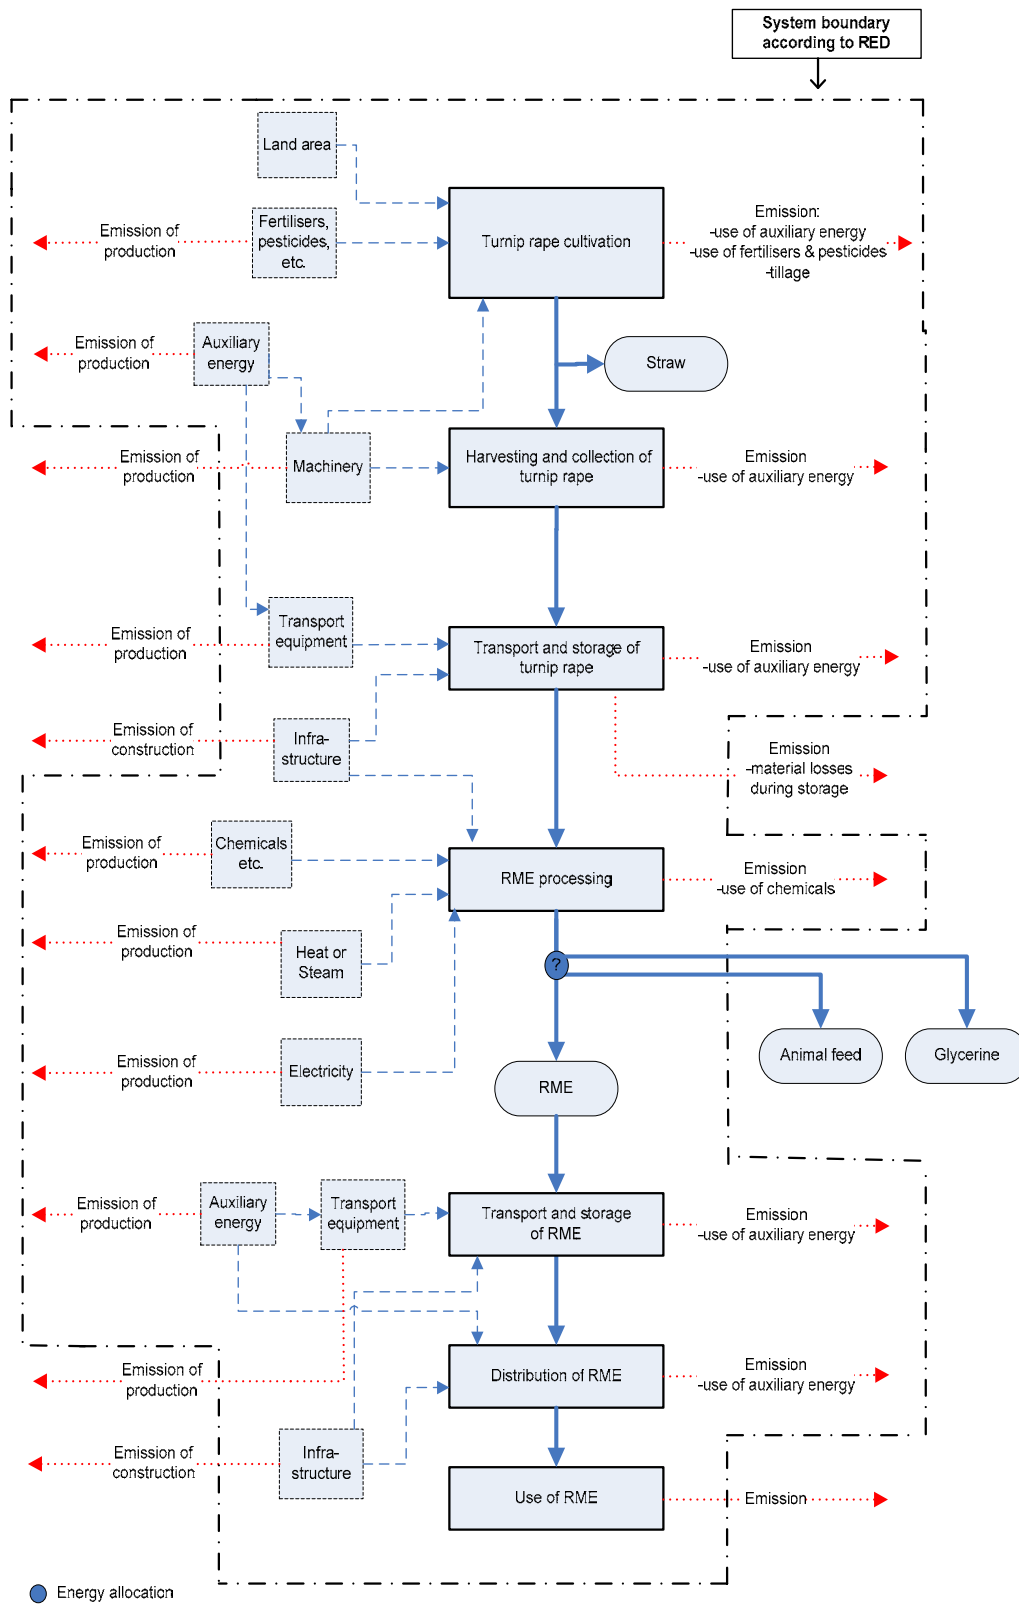 System boundary
according to RED
Land area
Fertilisers,
pesticides,
etc.
Emission of
production
Turnip rape cultivation
Emission:
-use of auxiliary energy
-use of fertilisers & pesticides
-tillage
Auxiliary
energy
Emission of
production
Straw
Machinery
Emission of
production
Harvesting and collection of
turnip rape
Emission
-use of auxiliary energy
Transport
equipment
Emission of
production
Transport and storage of
turnip rape
Emission
-use of auxiliary energy
Infra-
structure
Emission of
construction
Emission
-material losses
during storage
Chemicals
etc.
Emission of
production
RME processing
Emission
-use of chemicals
Heat or
Steam
Emission of
production
?
Electricity
Emission of
production
Animal feed
Glycerine
RME
Emission of
production
Auxiliary
energy
Transport
equipment
Transport and storage
of RME
Emission
-use of auxiliary energy
Emission of
production
Distribution of RME
Emission
-use of auxiliary energy
Emission of
construction
Infra-
structure
Use of RME
Emission
Energy allocation